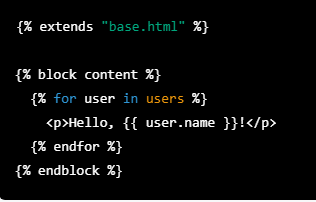 {% extends "base.html" %}
{% block content %}
{% for user in users %}
<p>Hello, {{ user.name }}!</p>
{% endfor %}
{% endblock %}